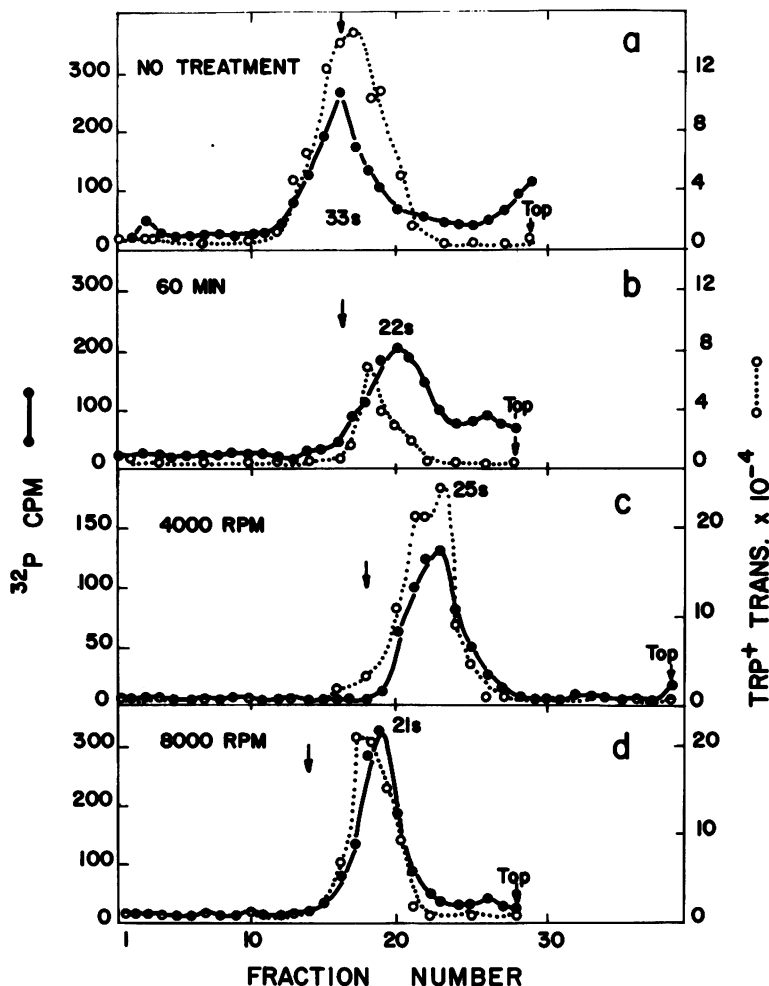 a
NO TREATMENT
300
200
100
0
12
8
4
0
33s
Top
b
60 MIN
300
200
100
0
12
8
4
0
22s
Top
c
4000 RPM
150
100
50
0
20
10
0
25s
Top
d
8000 RPM
300
200
100
0
20
10
0
21s
Top
1 10 20 30
FRACTION NUMBER
32P CPM
TRP+ TRANS. x 10-4